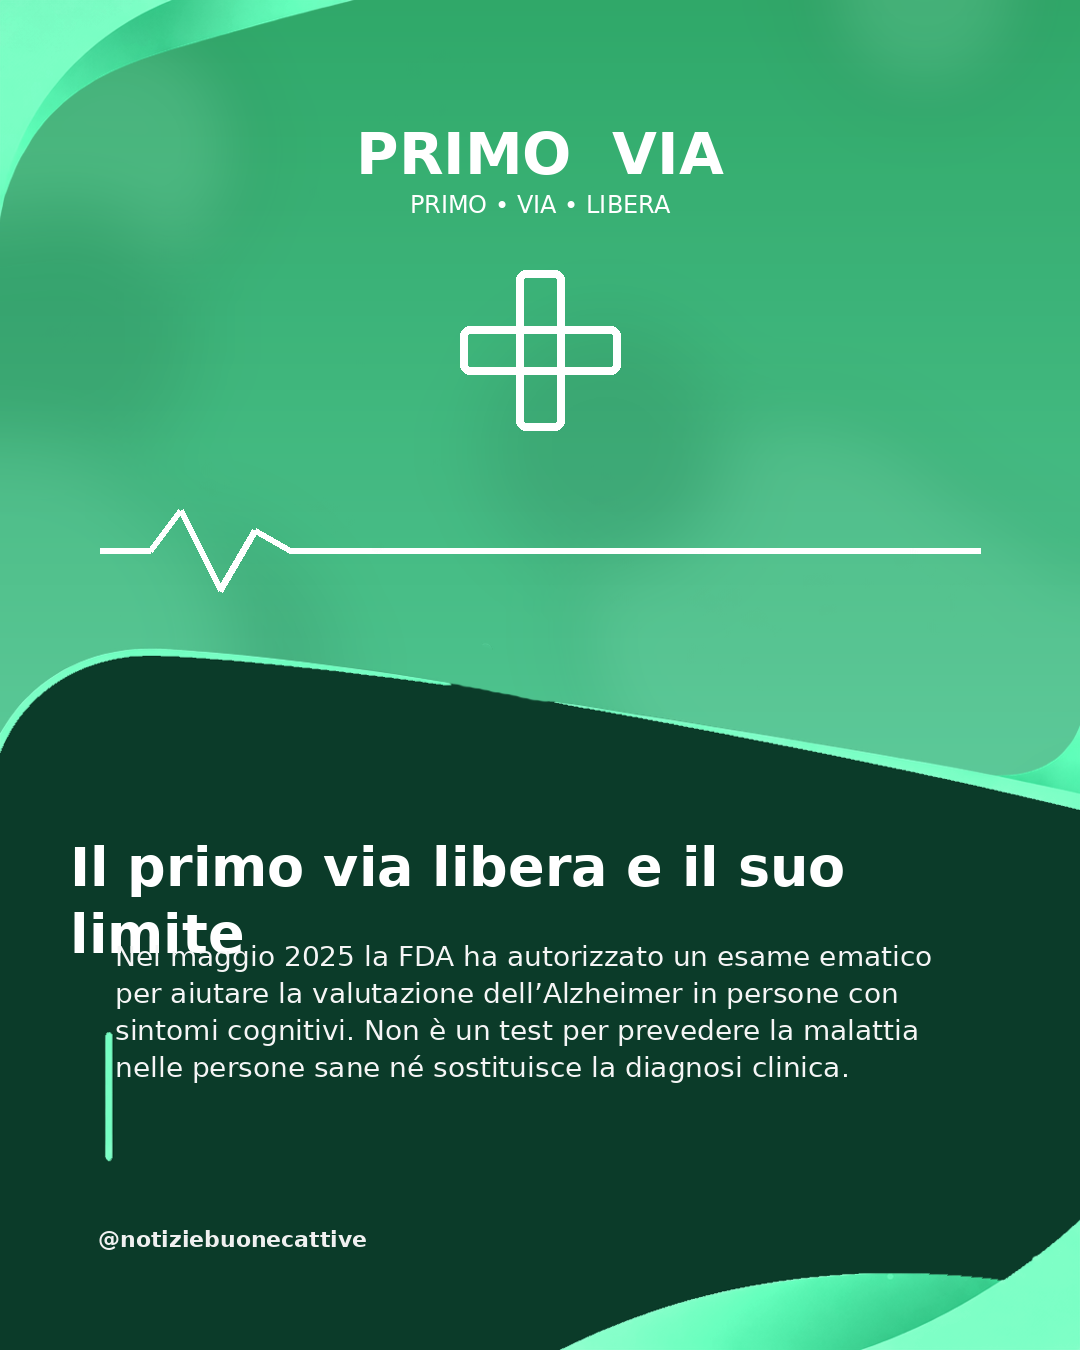 PRIMO VIA
PRIMO • VIA • LIBERA
Il primo via libera e il suo
limite
Nel maggio 2025 la FDA ha autorizzato un esame ematico
per aiutare la valutazione dell’Alzheimer in persone con
sintomi cognitivi. Non è un test per prevedere la malattia
nelle persone sane né sostituisce la diagnosi clinica.
@notiziebuonecattive